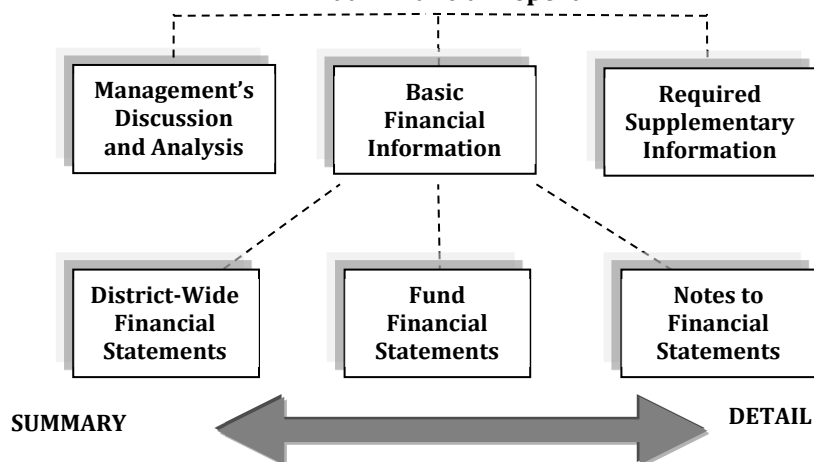 Management's
Discussion
and Analysis
Basic
Financial
Information
Required
Supplementary
Information
District-Wide
Financial
Statements
Fund
Financial
Statements
Notes to
Financial
Statements
SUMMARY
DETAIL